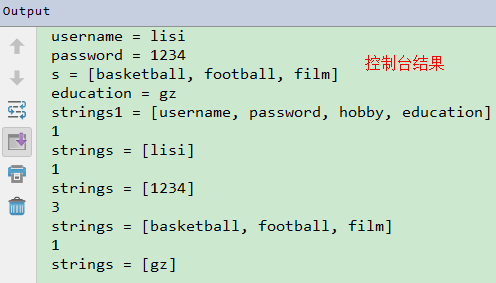 Output
username = lisi
password = 1234
控制台结果
s = [basketball, football, film]
education = gz
strings1 = [username, password, hobby, education]
1
strings = [lisi]
1
strings = [1234]
3
strings = [basketball, football, film]
1
strings = [gz]